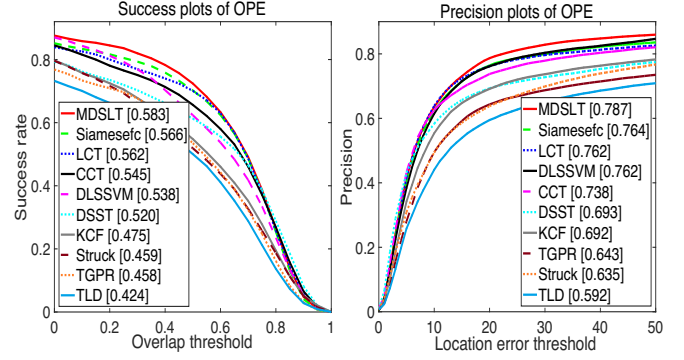 Success plots of OPE
Success rate
0.8
0.6
0.4
0.2
0
MDSLT [0.583]
Siamesefc [0.566]
LCT [0.562]
CCT [0.545]
DLSSVM [0.538]
DSST [0.520]
KCF [0.475]
Struck [0.459]
TGPR [0.458]
TLD [0.424]
0 0.2 0.4 0.6 0.8 1
Overlap threshold
Precision plots of OPE
Precision
0.8
0.6
0.4
0.2
0
MDSLT [0.787]
Siamesefc [0.764]
LCT [0.762]
DLSSVM [0.762]
CCT [0.738]
DSST [0.693]
KCF [0.692]
TGPR [0.643]
Struck [0.635]
TLD [0.592]
0 10 20 30 40 50
Location error threshold